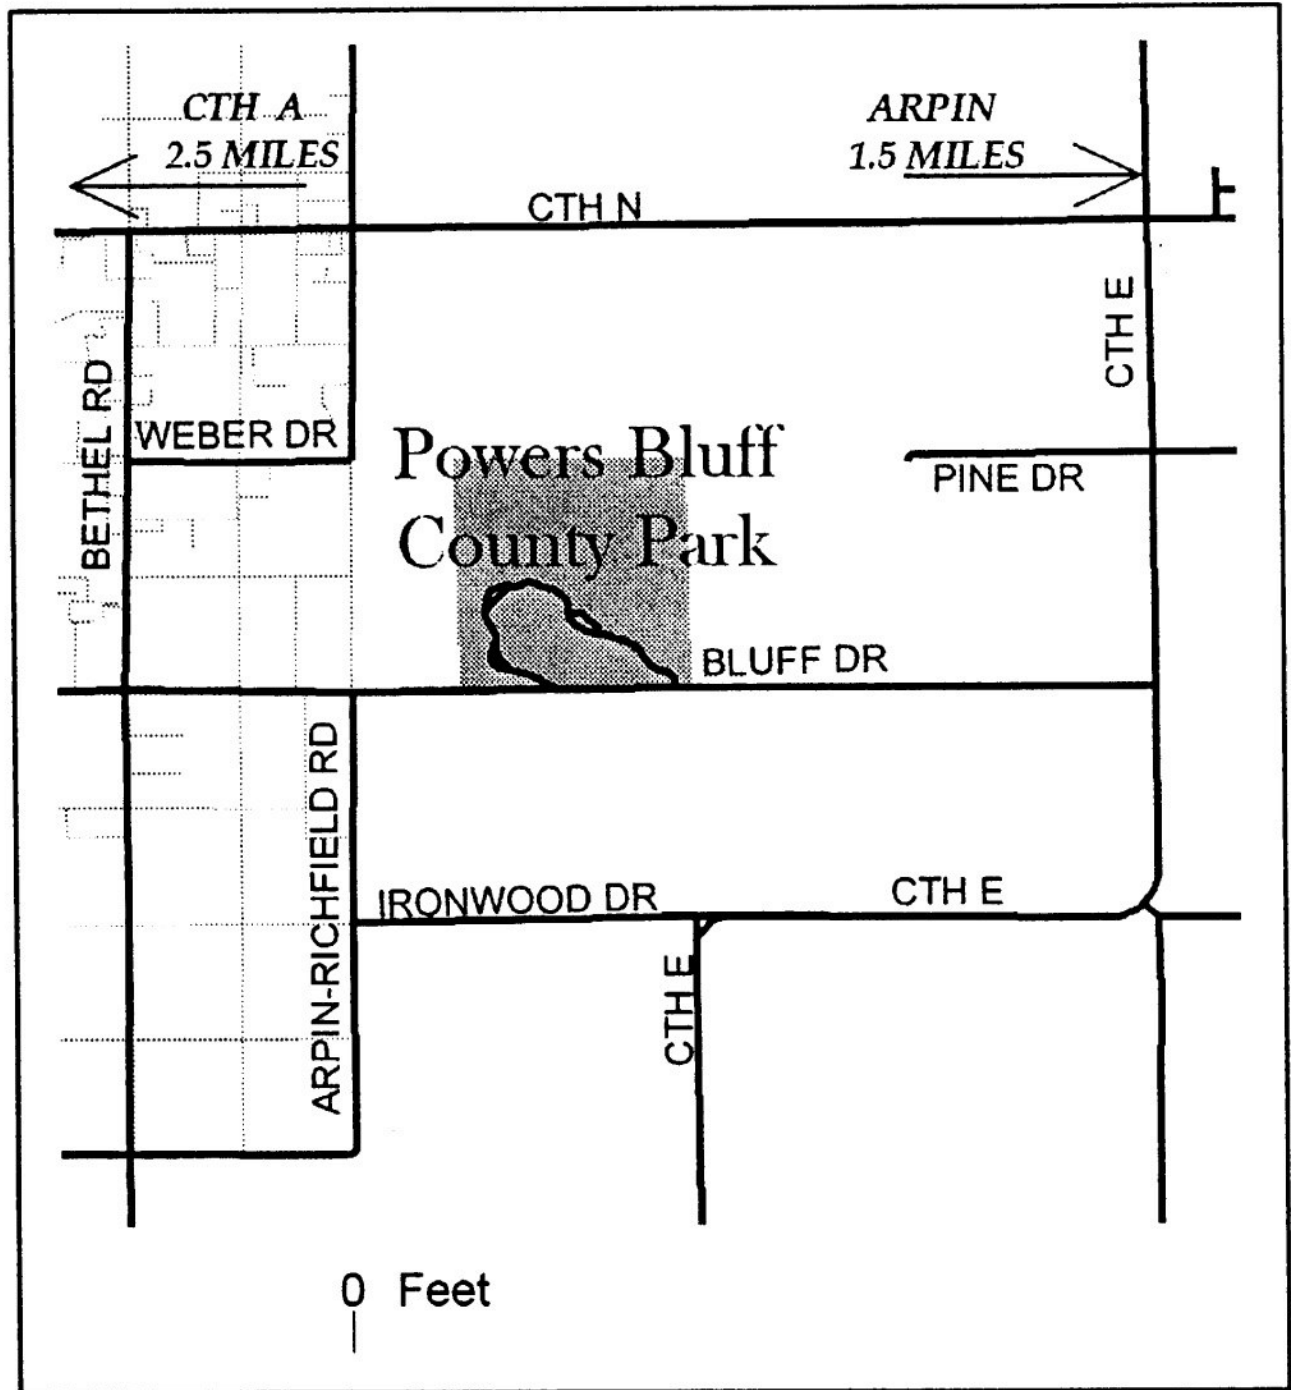 CTH A
2.5 MILES
ARPIN
1.5 MILES
CTH N
CTH E
BETHEL RD
WEBER DR
Powers Bluff
County Park
PINE DR
BLUFF DR
ARPIN-RICHFIELD RD
IRONWOOD DR
CTH E
CTH E
0 Feet